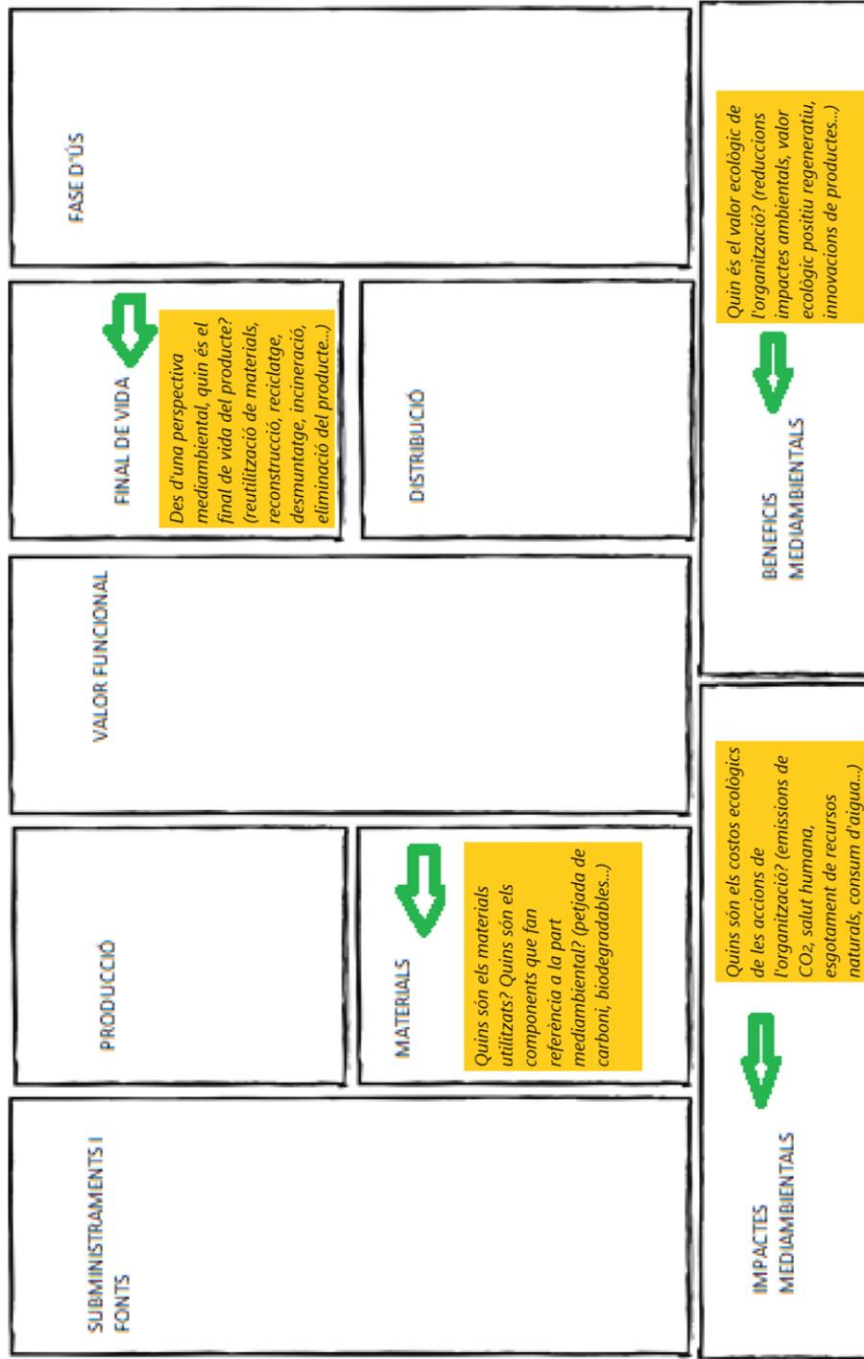 SUBMINISTRAMENTS I
FONTS
PRODUCCIÓ
MATERIALS
Quins són els materials
utilitzats? Quins són els
components que fan
referència a la part
mediambiental? (petjada de
carboni, biodegradables...)
VALOR FUNCIONAL
FINAL DE VIDA
Des d'una perspectiva
mediambiental, quin és el
final de vida del producte?
(reutilització de materials,
reconstrucció, reciclatge,
desmuntatge, incineració,
eliminació del producte...)
DISTRIBUCIÓ
FASE D'ÚS
IMPACTES
MEDIAMBIENTALS
Quins són els costos ecològics
de les accions de
l'organització? (emissions de
CO2, salut humana,
esgotament de recursos
naturals, consum d'aigua...)
BENEFICIS
MEDIAMBIENTALS
Quin és el valor ecològic de
l'organització? (reduccions
impactes ambientals, valor
ecològic positiu regeneratiu,
innovacions de productes...)